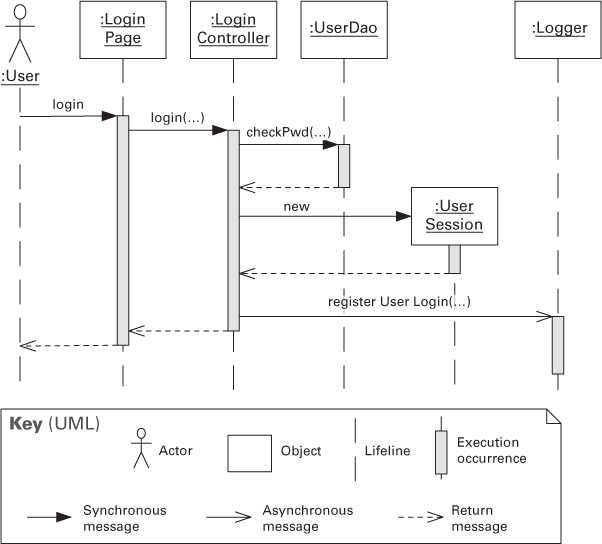 :Login
Page
:Login
Controller
:UserDao
:Logger
:User
login
login(...)
checkPwd(...)
new
:User
Session
register User Login(...)
Key (UML)
Actor
Object
Lifeline
Execution
occurrence
Synchronous
message
Asynchronous
message
Return
message